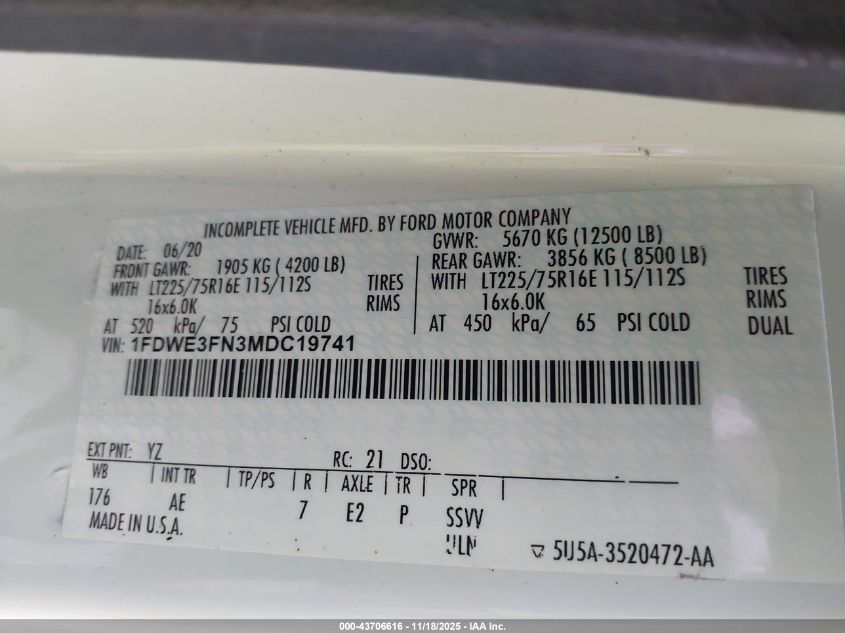 INCOMPLETE VEHICLE MFD. BY FORD MOTOR COMPANY
DATE: 06/20 GVWR: 5670 KG (12500 LB)
FRONT GAWR: 1905 KG ( 4200 LB) REAR GAWR: 3856 KG ( 8500 LB)
WITH LT225/75R16E 115/112S TIRES WITH LT225/75R16E 115/112S TIRES
16x6.0K RIMS 16x6.0K RIMS
AT 520 kPa/ 75 PSI COLD AT 450 kPa/ 65 PSI COLD DUAL
VIN: 1FDWE3FN3MDC19741
EXT PNT: YZ RC: 21 DSO:
WB | INT TR | TP/PS | R | AXLE | TR | SPR |
176 AE 7 E2 P SSVV
MADE IN U.S.A. ULN 5U5A-3520472-AA
000-43706616 - 11/18/2025 - IAA Inc.